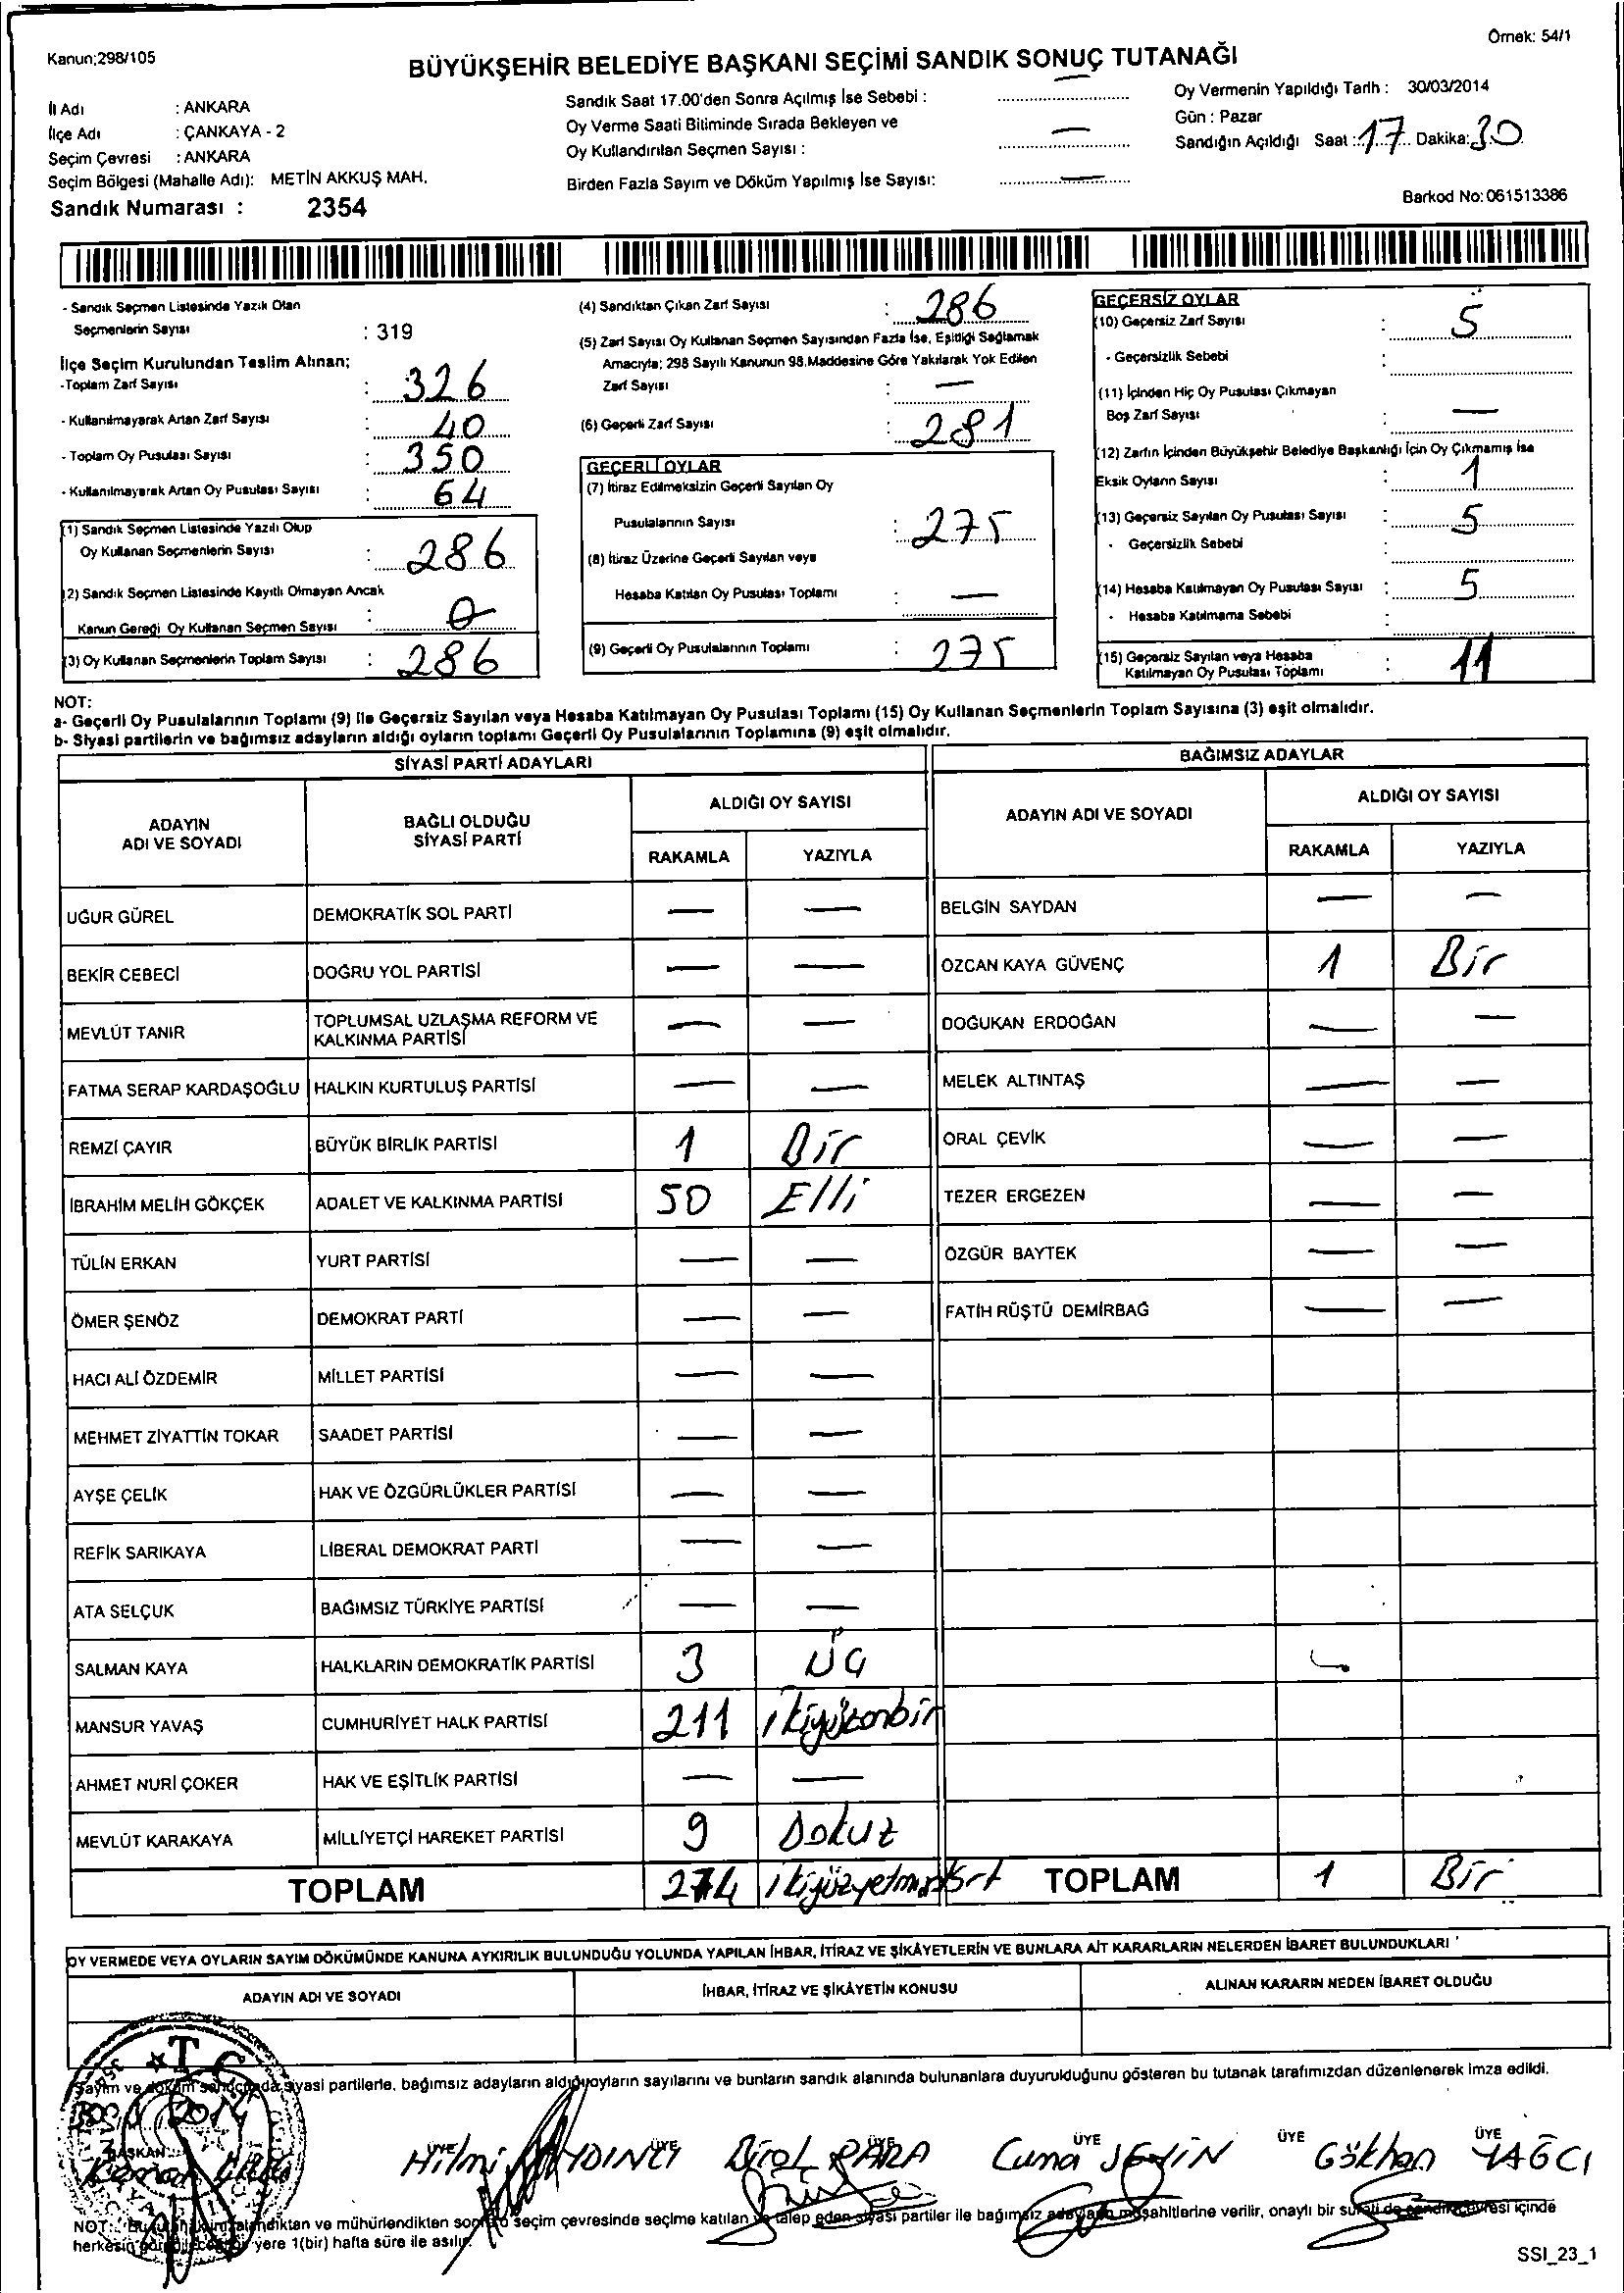 Kanun;298/105
Örnek: 54/1
BÜYÜKŞEHİR BELEDİYE BAŞKANI SEÇİMİ SANDIK SONUÇ TUTANAĞI
İl Adı : ANKARA
İlçe Adı : ÇANKAYA - 2
Seçim Çevresi : ANKARA
Seçim Bölgesi (Mahalle Adı): METİN AKKUŞ MAH.
Sandık Numarası : 2354
Sandık Saat 17.00'den Sonra Açılmış İse Sebebi : —
Oy Verme Saati Bitiminde Sırada Bekleyen ve
Oy Kullandırılan Seçmen Sayısı : —
Birden Fazla Sayım ve Döküm Yapılmış İse Sayısı: —
Oy Vermenin Yapıldığı Tarih : 30/03/2014
Gün : Pazar
Sandığın Açıldığı Saat : 17 Dakika: 30
Barkod No: 061513386
- Sandık Seçmen Listesinde Yazılı Olan
Seçmenlerin Sayısı : 319
İlçe Seçim Kurulundan Teslim Alınan;
-Toplam Zarf Sayısı : 326
- Kullanılmayarak Artan Zarf Sayısı : 40
- Toplam Oy Pusulası Sayısı : 350
- Kullanılmayarak Artan Oy Pusulası Sayısı : 64
(1) Sandık Seçmen Listesinde Yazılı Olup
Oy Kullanan Seçmenlerin Sayısı : 286
(2) Sandık Seçmen Listesinde Kayıtlı Olmayan Ancak
Kanun Gereği Oy Kullanan Seçmen Sayısı : 0
(3) Oy Kullanan Seçmenlerin Toplam Sayısı : 286
(4) Sandıktan Çıkan Zarf Sayısı : 286
(5) Zarf Sayısı Oy Kullanan Seçmen Sayısından Fazla İse, Eşitliği Sağlamak
Amacıyla; 298 Sayılı Kanunun 98.Maddesine Göre Yakılarak Yok Edilen
Zarf Sayısı : —
(6) Geçerli Zarf Sayısı : 281
GEÇERLİ OYLAR
(7) İtiraz Edilmeksizin Geçerli Sayılan Oy
Pusulalarının Sayısı : 275
(8) İtiraz Üzerine Geçerli Sayılan veya
Hesaba Katılan Oy Pusulası Toplamı : —
(9) Geçerli Oy Pusulalarının Toplamı : 275
GEÇERSİZ OYLAR
(10) Geçersiz Zarf Sayısı : 5
- Geçersizlik Sebebi :
(11) İçinden Hiç Oy Pusulası Çıkmayan
Boş Zarf Sayısı : —
(12) Zarfın İçinden Büyükşehir Belediye Başkanlığı İçin Oy Çıkmamış İse
Eksik Oyların Sayısı : 1
(13) Geçersiz Sayılan Oy Pusulası Sayısı : 5
- Geçersizlik Sebebi :
(14) Hesaba Katılmayan Oy Pusulası Sayısı : 5
- Hesaba Katılmama Sebebi :
(15) Geçersiz Sayılan veya Hesaba
Katılmayan Oy Pusulası Toplamı : 11
NOT:
a- Geçerli Oy Pusulalarının Toplamı (9) İle Geçersiz Sayılan veya Hesaba Katılmayan Oy Pusulası Toplamı (15) Oy Kullanan Seçmenlerin Toplam Sayısına (3) eşit olmalıdır.
b- Siyasi partilerin ve bağımsız adayların aldığı oyların toplamı Geçerli Oy Pusulalarının Toplamına (9) eşit olmalıdır.
SİYASİ PARTİ ADAYLARI
ADAYIN ADI VE SOYADI BAĞLI OLDUĞU SİYASİ PARTİ ALDIĞI OY SAYISI
RAKAMLA YAZIYLA
UĞUR GÜREL DEMOKRATİK SOL PARTİ — —
BEKİR CEBECİ DOĞRU YOL PARTİSİ — —
MEVLÜT TANIR TOPLUMSAL UZLAŞMA REFORM VE KALKINMA PARTİSİ — —
FATMA SERAP KARDAŞOĞLU HALKIN KURTULUŞ PARTİSİ — —
REMZİ ÇAYIR BÜYÜK BİRLİK PARTİSİ 1 Bir
İBRAHİM MELİH GÖKÇEK ADALET VE KALKINMA PARTİSİ 50 Elli
TÜLİN ERKAN YURT PARTİSİ — —
ÖMER ŞENÖZ DEMOKRAT PARTİ — —
HACI ALİ ÖZDEMİR MİLLET PARTİSİ — —
MEHMET ZİYATTİN TOKAR SAADET PARTİSİ — —
AYŞE ÇELİK HAK VE ÖZGÜRLÜKLER PARTİSİ — —
REFİK SARIKAYA LİBERAL DEMOKRAT PARTİ — —
ATA SELÇUK BAĞIMSIZ TÜRKİYE PARTİSİ — —
SALMAN KAYA HALKLARIN DEMOKRATİK PARTİSİ 3 Üç
MANSUR YAVAŞ CUMHURİYET HALK PARTİSİ 211 ikiyüzonbir
AHMET NURİ ÇOKER HAK VE EŞİTLİK PARTİSİ — —
MEVLÜT KARAKAYA MİLLİYETÇİ HAREKET PARTİSİ 9 Dokuz
TOPLAM 274
BAĞIMSIZ ADAYLAR
ADAYIN ADI VE SOYADI ALDIĞI OY SAYISI
RAKAMLA YAZIYLA
BELGİN SAYDAN — —
ÖZCAN KAYA GÜVENÇ 1 Bir
DOĞUKAN ERDOĞAN — —
MELEK ALTINTAŞ — —
ORAL ÇEVİK — —
TEZER ERGEZEN — —
ÖZGÜR BAYTEK — —
FATİH RÜŞTÜ DEMİRBAĞ — —
TOPLAM 1 Bir
OY VERMEDE VEYA OYLARIN SAYIM DÖKÜMÜNDE KANUNA AYKIRILIK BULUNDUĞU YOLUNDA YAPILAN İHBAR, İTİRAZ VE ŞİKÂYETLERİN VE BUNLARA AİT KARARLARIN NELERDEN İBARET BULUNDUKLARI
ADAYIN ADI VE SOYADI İHBAR, İTİRAZ VE ŞİKÂYETİN KONUSU ALINAN KARARIN NEDEN İBARET OLDUĞU
T.C.
Sayım ve döküm sonucunda siyasi partilerle, bağımsız adayların aldığı oyların sayılarını ve bunların sandık alanında bulunanlara duyurulduğunu gösteren bu tutanak tarafımızdan düzenlenerek imza edildi.
2014
BAŞKAN ÜYE ÜYE ÜYE ÜYE ÜYE ÜYE
Hilmi AYDINCI Birol PARA Cuma Gökhan YAĞCI
NOT: Bu tutanak ve mühürlendikten sonra seçim çevresinde seçime katılan ve talep eden siyasi partiler ile bağımsız adayların müşahitlerine verilir, onaylı bir sureti de içinde
herkesin yere 1(bir) hafta süre ile asılır.
SSI_23_1